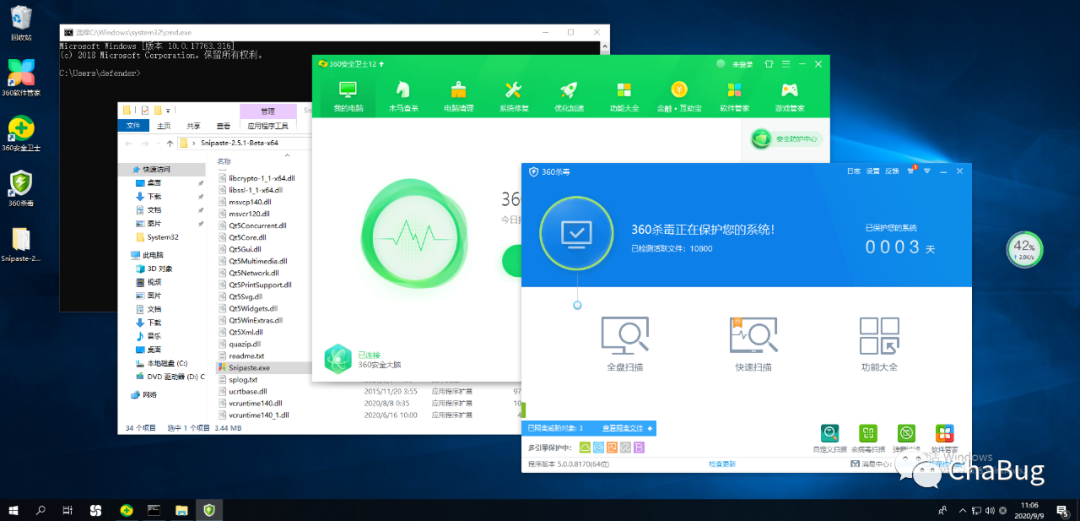 回收站
360软件管家
360安全卫士
360杀毒
Snipaste-2...
选择C:\Windows\system32\cmd.exe
Microsoft Windows [版本 10.0.17763.316]
(c) 2018 Microsoft Corporation。保留所有权利。
C:\Users\defender>
管理
文件 主页 共享 查看 应用程序工具
Snipaste-2.5.1-Beta-x64
快速访问
桌面
下载
文档
图片
System32
此电脑
3D 对象
视频
图片
文档
下载
音乐
桌面
本地磁盘 (C:)
DVD 驱动器 (D:) C
网络
名称
libcrypto-1_1-x64.dll
libssl-1_1-x64.dll
msvcp140.dll
msvcr120.dll
Qt5Concurrent.dll
Qt5Core.dll
Qt5Gui.dll
Qt5Multimedia.dll
Qt5Network.dll
Qt5PrintSupport.dll
Qt5Svg.dll
Qt5Widgets.dll
Qt5WinExtras.dll
Qt5Xml.dll
quazip.dll
readme.txt
Snipaste.exe
splog.txt
ucrtbase.dll 2015/11/20 3:55 应用程序扩展 97
vcruntime140.dll 2020/8/8 0:35 应用程序扩展 10
vcruntime140_1.dll 2020/6/16 10:00 应用程序扩展 4
34 个项目 选中 1 个项目 3.44 MB
360安全卫士12
未登录
我的电脑 木马查杀 电脑清理 系统修复 优化加速 功能大全 金融•互助宝 软件管家 游戏管家
安全防护中心
360
今日
已连接
360安全大脑
360杀毒
日志 设置 反馈
360杀毒正在保护您的系统!
已检测活跃文件: 10800
已保护您的系统
0003 天
全盘扫描 快速扫描 功能大全
已隔离威胁对象: 3 查看隔离文件
多引擎保护中:
自定义扫描 宏病毒扫描 软件管家
程序版本 5.0.0.8170(64位) 检查更新 消息中心:
42%
Windows
ChaBug
11:06
2020/9/9